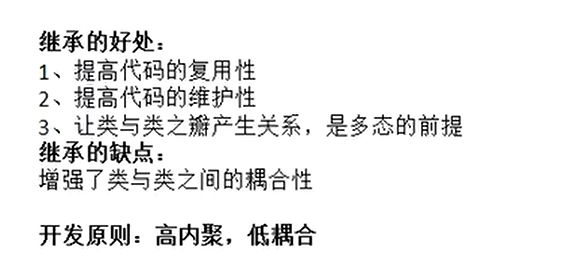 继承的好处：
1、提高代码的复用性
2、提高代码的维护性
3、让类与类之瓣产生关系，是多态的前提
继承的缺点：
增强了类与类之间的耦合性
开发原则：高内聚，低耦合